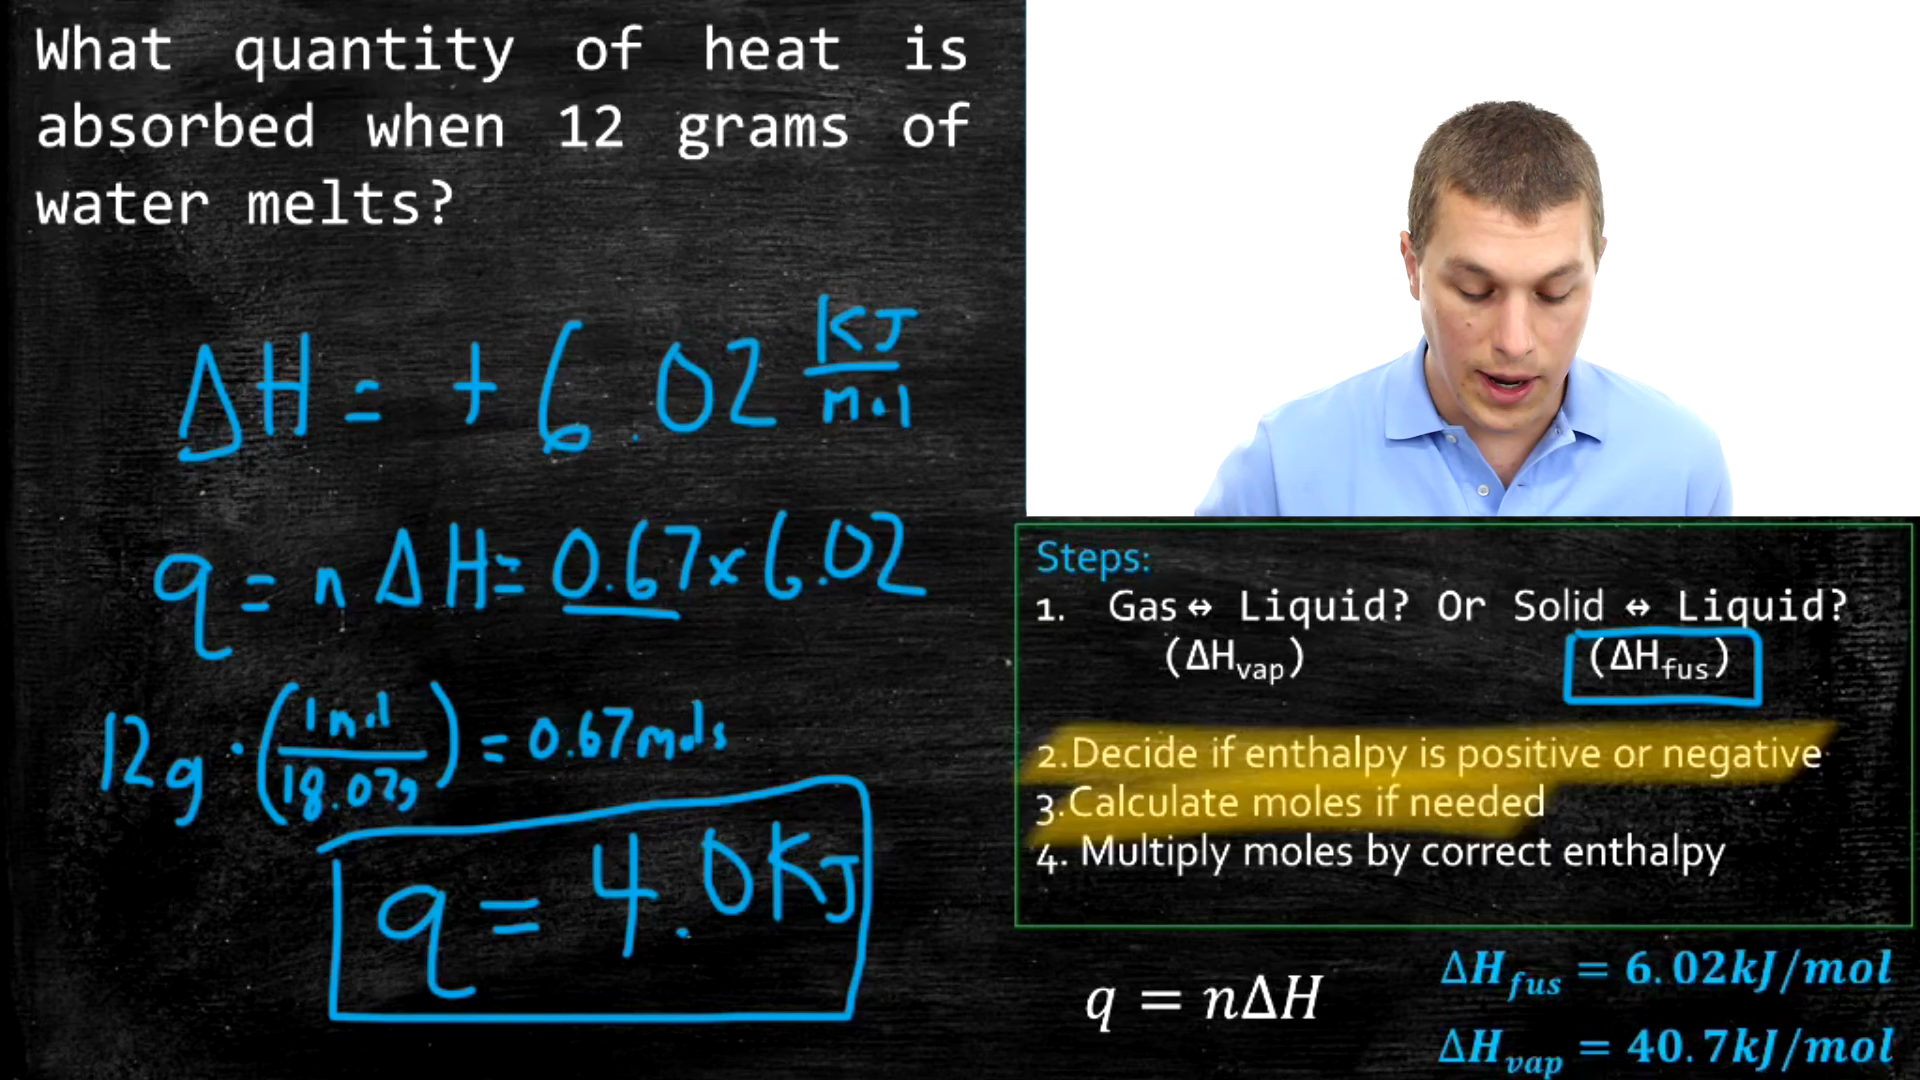 What quantity of heat is
absorbed when 12 grams of
water melts?
ΔH = + 6.02 KJ/mol
q = n ΔH = 0.67 x 6.02
12g · (1 mol / 18.02g) = 0.67 mols
q = 4.0 KJ
Steps:
1. Gas ↔ Liquid? Or Solid ↔ Liquid?
(ΔHvap) (ΔHfus)
2. Decide if enthalpy is positive or negative
3. Calculate moles if needed
4. Multiply moles by correct enthalpy
q = nΔH
ΔHfus = 6.02kJ/mol
ΔHvap = 40.7kJ/mol